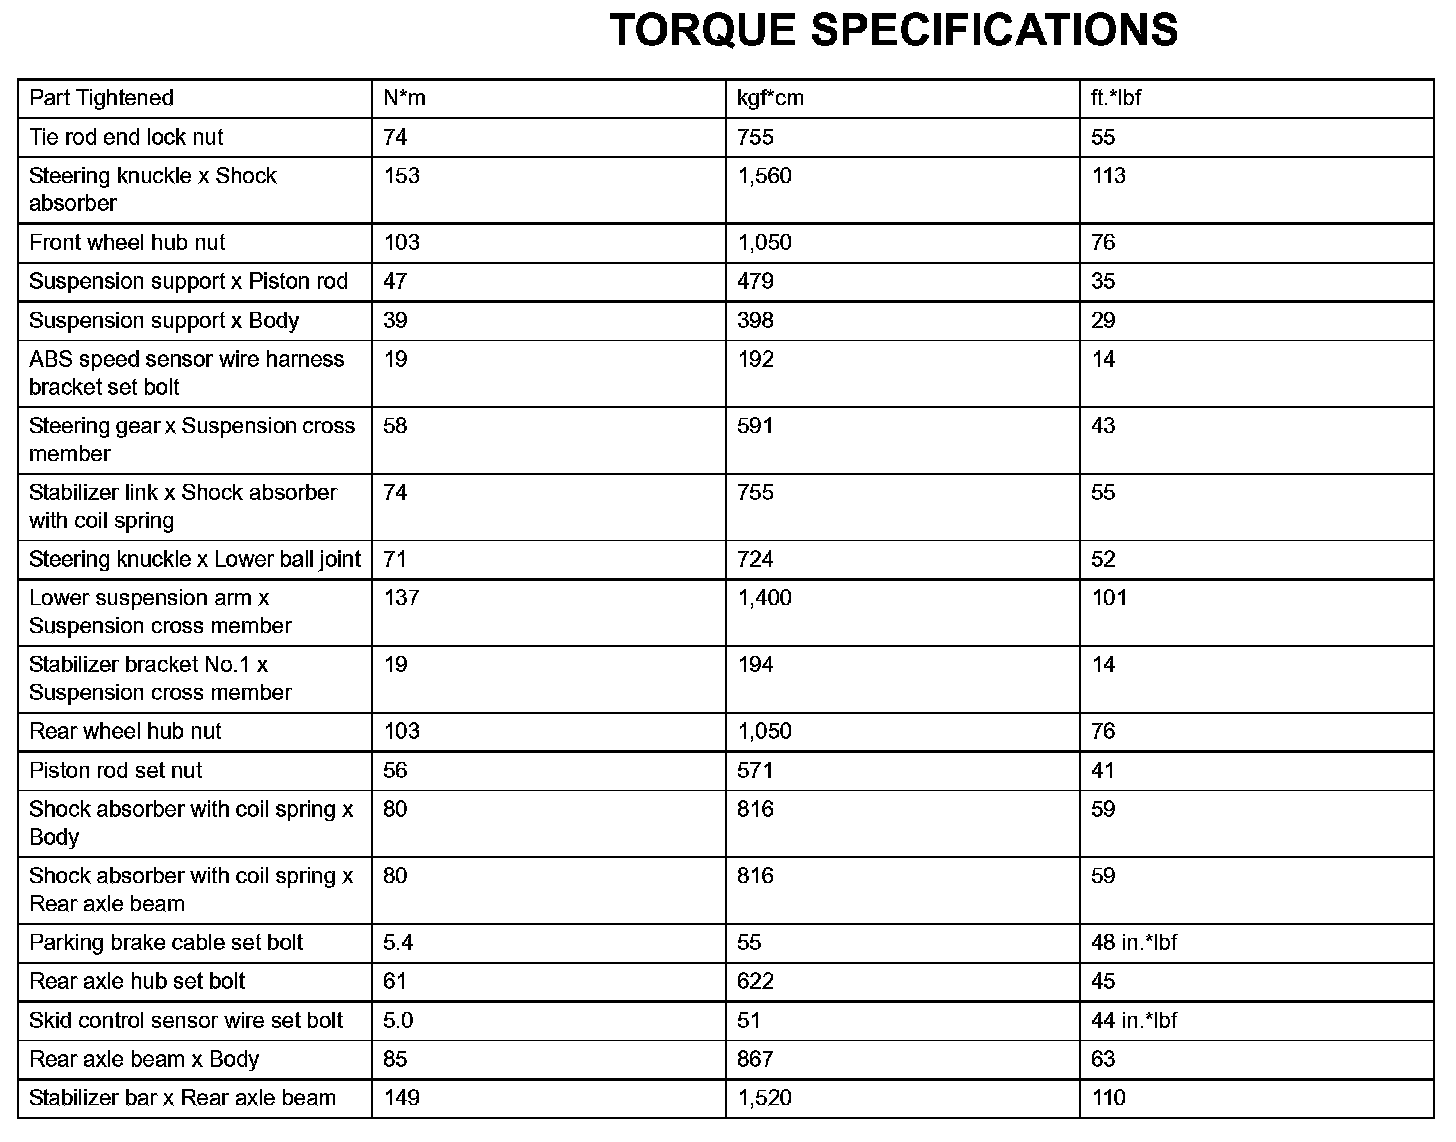 TORQUE SPECIFICATIONS
Part Tightened N*m kgf*cm ft.*lbf
Tie rod end lock nut 74 755 55
Steering knuckle x Shock 153 1,560 113
absorber
Front wheel hub nut 103 1,050 76
Suspension support x Piston rod 47 479 35
Suspension support x Body 39 398 29
ABS speed sensor wire harness 19 192 14
bracket set bolt
Steering gear x Suspension cross 58 591 43
member
Stabilizer link x Shock absorber 74 755 55
with coil spring
Steering knuckle x Lower ball joint 71 724 52
Lower suspension arm x 137 1,400 101
Suspension cross member
Stabilizer bracket No.1 x 19 194 14
Suspension cross member
Rear wheel hub nut 103 1,050 76
Piston rod set nut 56 571 41
Shock absorber with coil spring x 80 816 59
Body
Shock absorber with coil spring x 80 816 59
Rear axle beam
Parking brake cable set bolt 5.4 55 48 in.*lbf
Rear axle hub set bolt 61 622 45
Skid control sensor wire set bolt 5.0 51 44 in.*lbf
Rear axle beam x Body 85 867 63
Stabilizer bar x Rear axle beam 149 1,520 110